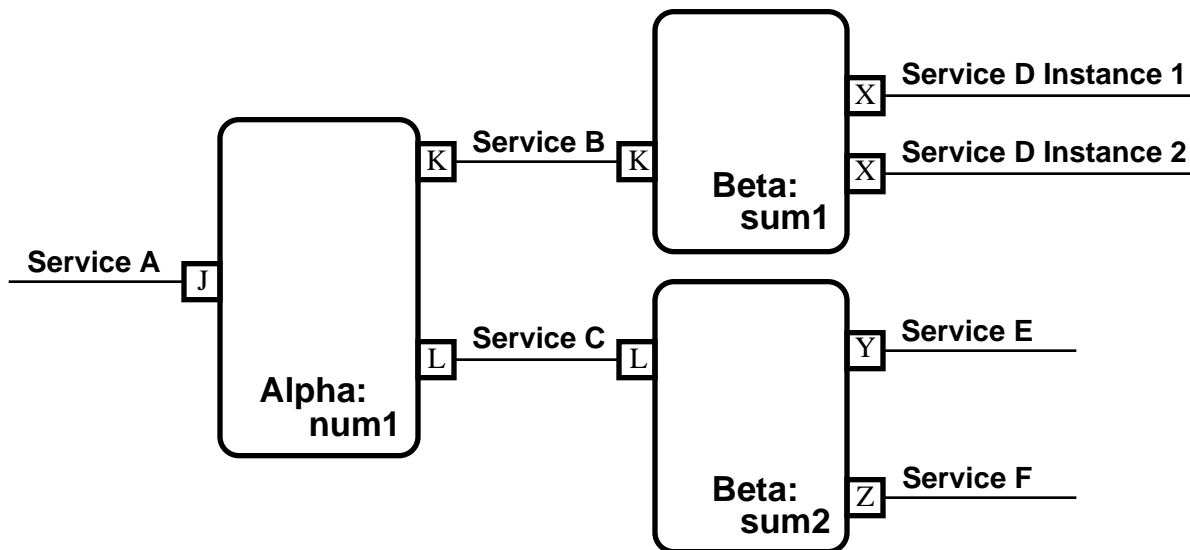 Service D Instance 1
X
K
Service B
K
Service D Instance 2
X
Beta:
sum1
Service A
J
L
Service C
L
Service E
Y
Alpha:
num1
Service F
Z
Beta:
sum2